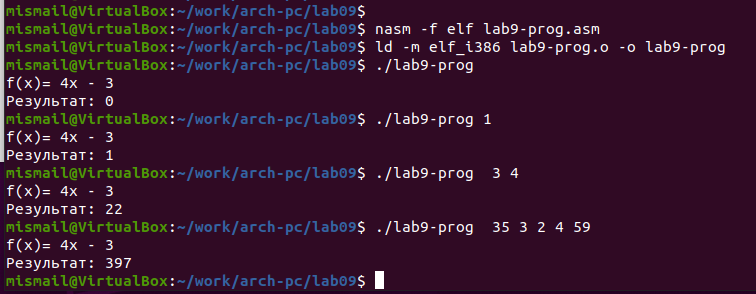 mismail@VirtualBox:~/work/arch-pc/lab09$
mismail@VirtualBox:~/work/arch-pc/lab09$ nasm -f elf lab9-prog.asm
mismail@VirtualBox:~/work/arch-pc/lab09$ ld -m elf_i386 lab9-prog.o -o lab9-prog
mismail@VirtualBox:~/work/arch-pc/lab09$ ./lab9-prog
f(x)= 4x - 3
Результат: 0
mismail@VirtualBox:~/work/arch-pc/lab09$ ./lab9-prog 1
f(x)= 4x - 3
Результат: 1
mismail@VirtualBox:~/work/arch-pc/lab09$ ./lab9-prog  3 4
f(x)= 4x - 3
Результат: 22
mismail@VirtualBox:~/work/arch-pc/lab09$ ./lab9-prog  35 3 2 4 59
f(x)= 4x - 3
Результат: 397
mismail@VirtualBox:~/work/arch-pc/lab09$